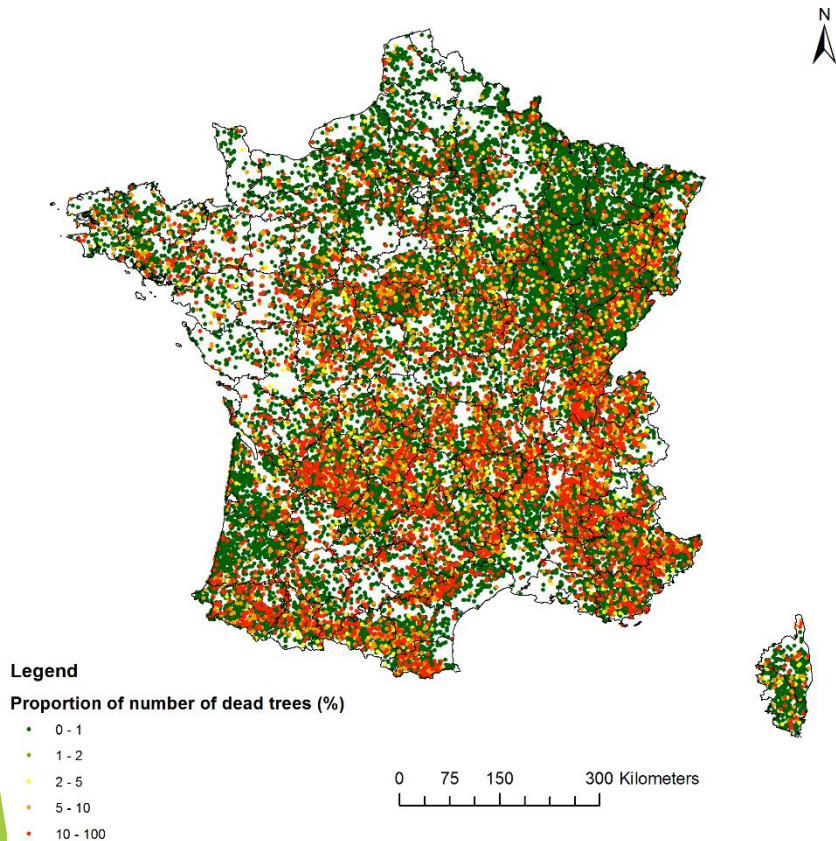 N
Legend
Proportion of number of dead trees (%)
0 - 1
1 - 2
2 - 5
5 - 10
10 - 100
0 75 150 300 Kilometers